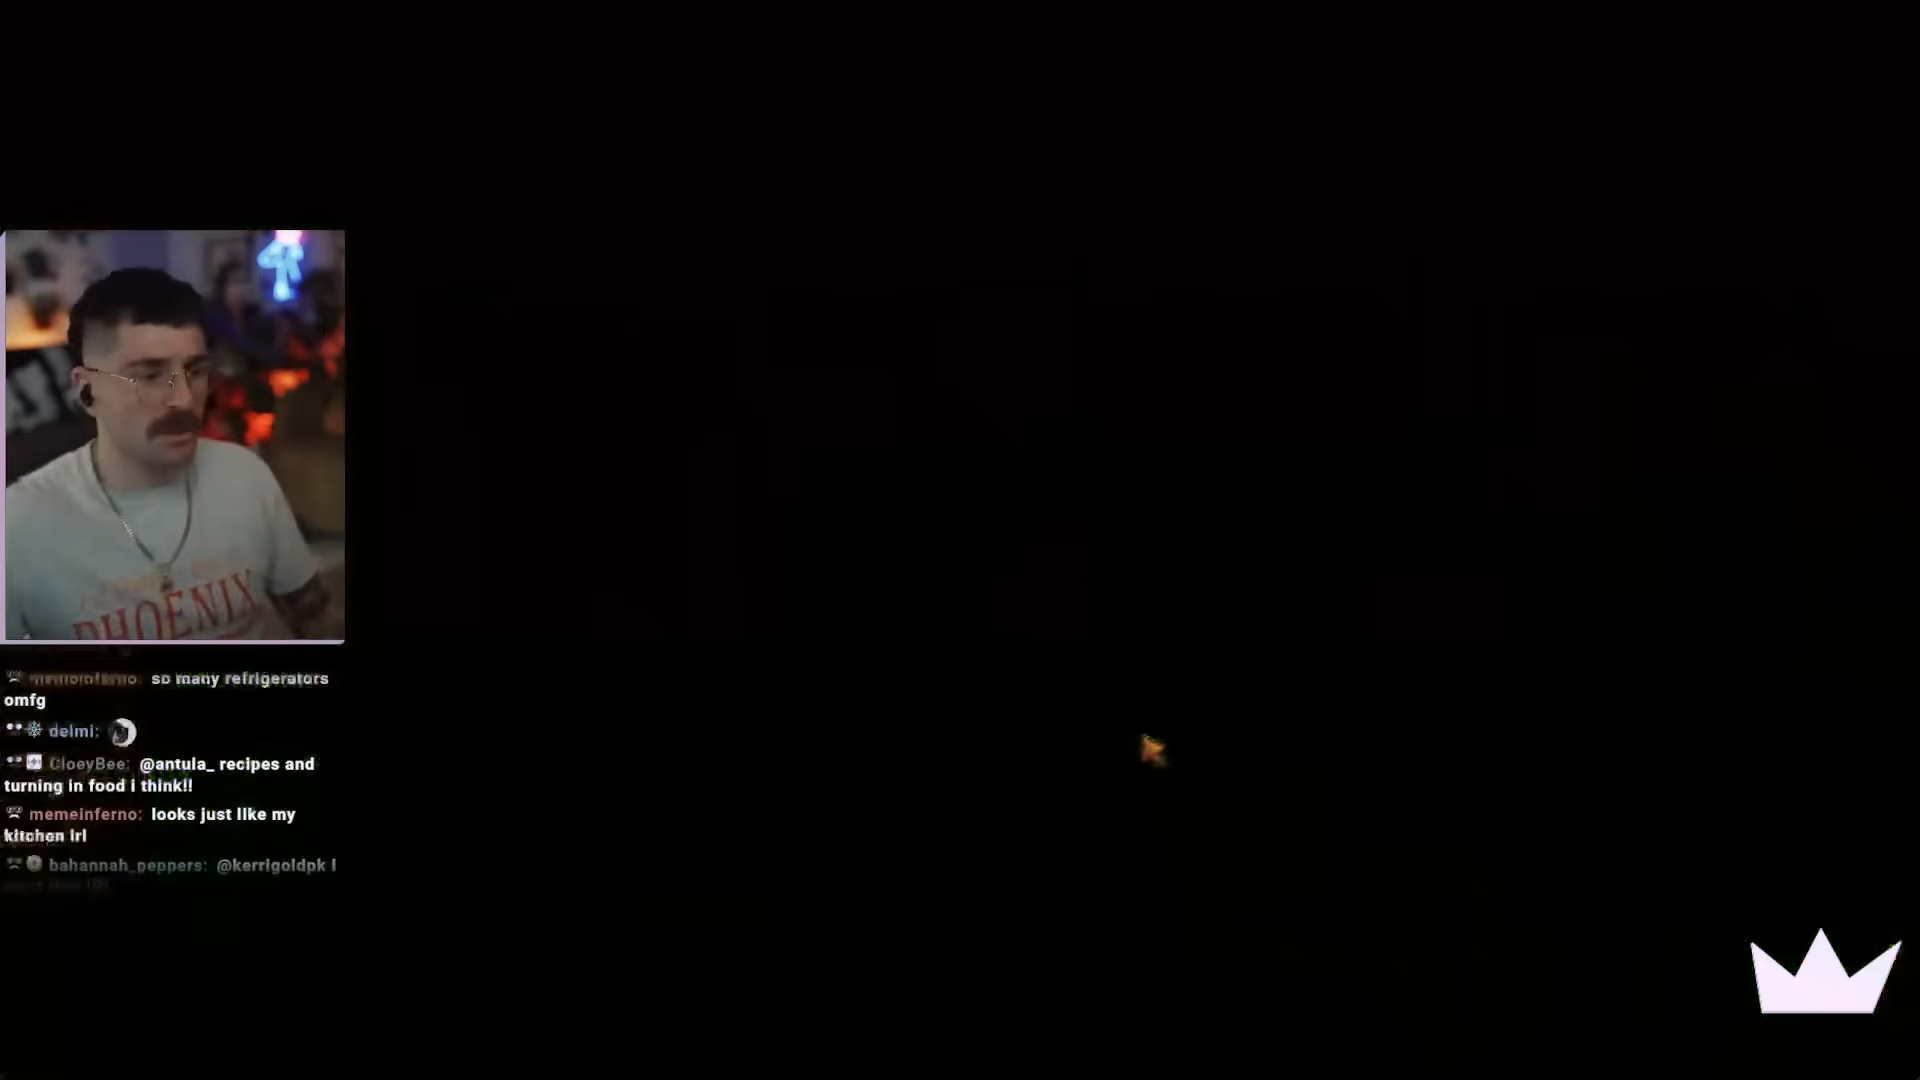 PHOENIX
memeinferno: so many refrigerators
omfg
delmi:
CloeyBee: @antula_ recipes and
turning in food i think!!
memeinferno: looks just like my
kitchen irl
bahannah_peppers: @kerrigoldpk I